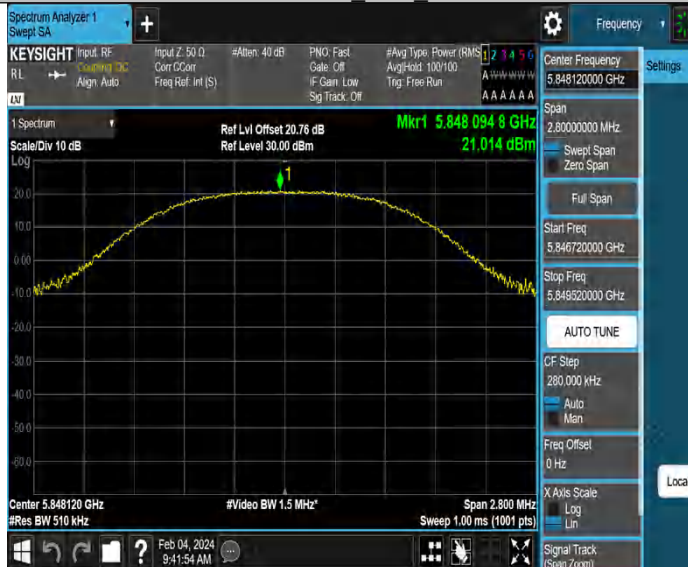 Spectrum Analyzer 1
Swept SA
Frequency
KEYSIGHT
RL
Input: RF
Coupling: DC
Align: Auto
Input Z: 50 Ω
Corr CCorr
Freq Ref: Int (S)
#Atten: 40 dB
PNO: Fast
Gate: Off
IF Gain: Low
Sig Track: Off
#Avg Type: Power (RMS
Avg|Hold: 100/100
Trig: Free Run
1 2 3 4 5 6
A W W W W W
A A A A A A
Center Frequency
5.848120000 GHz
Settings
1 Spectrum
Scale/Div 10 dB
Ref Lvl Offset 20.76 dB
Ref Level 30.00 dBm
Mkr1 5.848 094 8 GHz
21.014 dBm
Span
2.80000000 MHz
Swept Span
Zero Span
Log
1
20.0
10.0
0.00
-10.0
-20.0
-30.0
-40.0
-50.0
-60.0
Full Span
Start Freq
5.846720000 GHz
Stop Freq
5.849520000 GHz
AUTO TUNE
CF Step
280.000 kHz
Auto
Man
Freq Offset
0 Hz
Loca
X Axis Scale
Log
Lin
Center 5.848120 GHz
#Res BW 510 kHz
#Video BW 1.5 MHz*
Span 2.800 MHz
Sweep 1.00 ms (1001 pts)
?
Feb 04, 2024
9:41:54 AM
Signal Track
(Span Zoom)